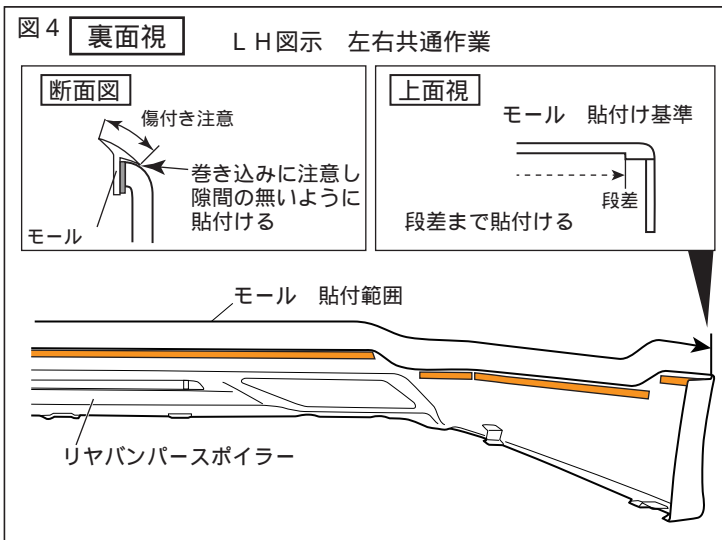 図4 裏面視 LH図示 左右共通作業
断面図
傷付き注意
巻き込みに注意し
隙間の無いように
貼付ける
モール
上面視
モール 貼付け基準
段差
段差まで貼付ける
モール 貼付範囲
リヤバンパースポイラー